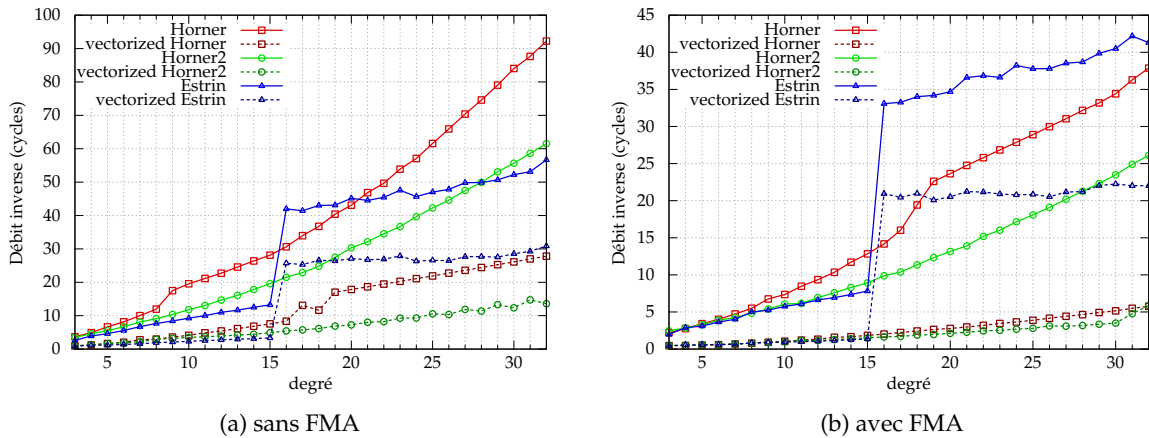 100
90
80
70
60
50
40
30
20
10
0
Débit inverse (cycles)
Horner
vectorized Horner
Horner2
vectorized Horner2
Estrin
vectorized Estrin
5
10
15
20
25
30
degré
(a) sans FMA
45
40
35
30
25
20
15
10
5
0
Débit inverse (cycles)
Horner
vectorized Horner
Horner2
vectorized Horner2
Estrin
vectorized Estrin
5
10
15
20
25
30
degré
(b) avec FMA